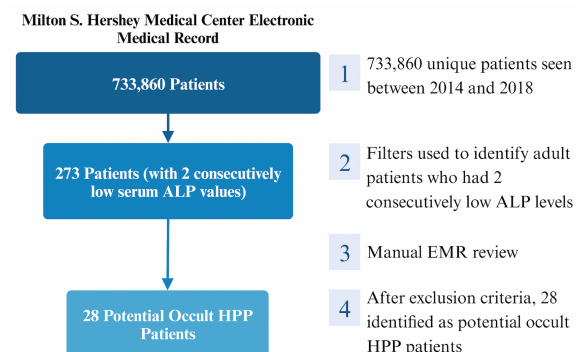 Milton S. Hershey Medical Center Electronic
Medical Record
733,860 Patients
1
733,860 unique patients seen
between 2014 and 2018
273 Patients (with 2 consecutively
low serum ALP values)
2
Filters used to identify adult
patients who had 2
consecutively low ALP levels
3
Manual EMR review
28 Potential Occult HPP
Patients
4
After exclusion criteria, 28
identified as potential occult
HPP patients